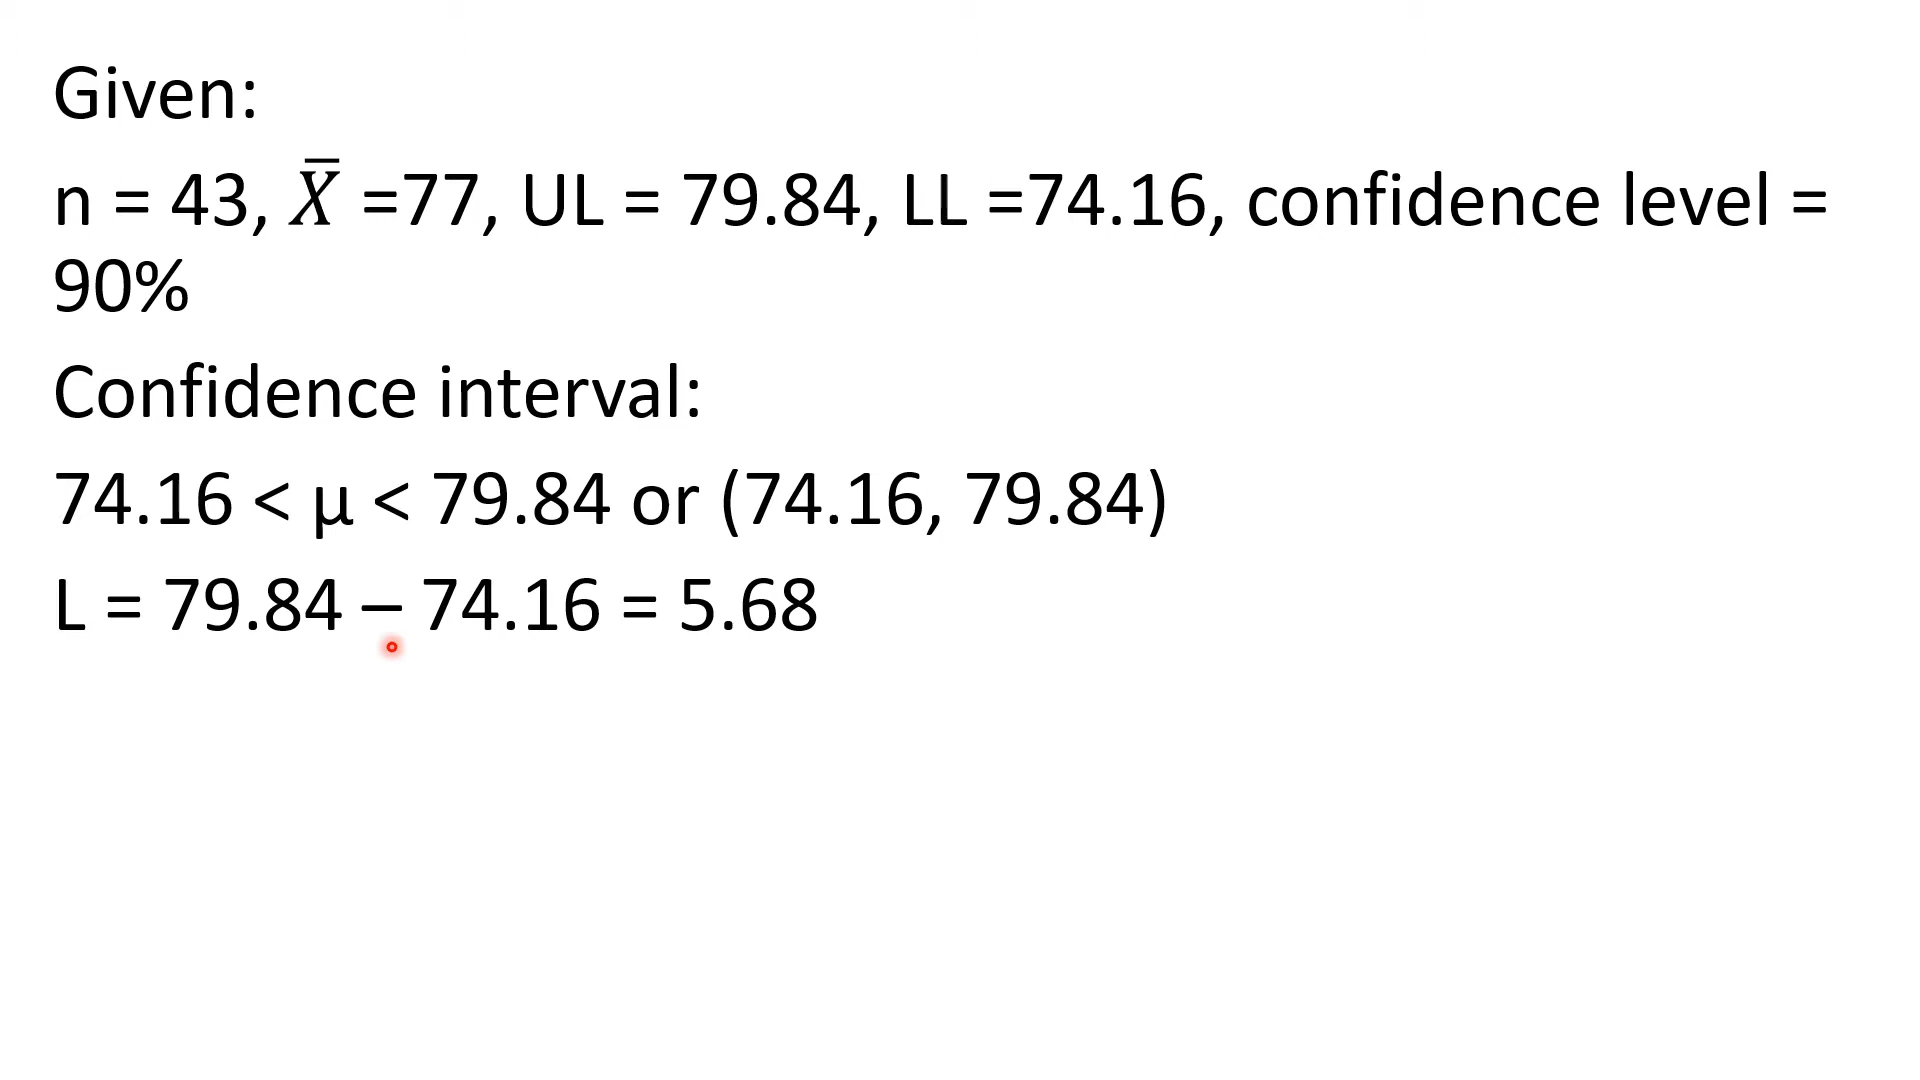 Given:
n = 43, X̅ =77, UL = 79.84, LL =74.16, confidence level =
90%
Confidence interval:
74.16 < μ < 79.84 or (74.16, 79.84)
L = 79.84 – 74.16 = 5.68